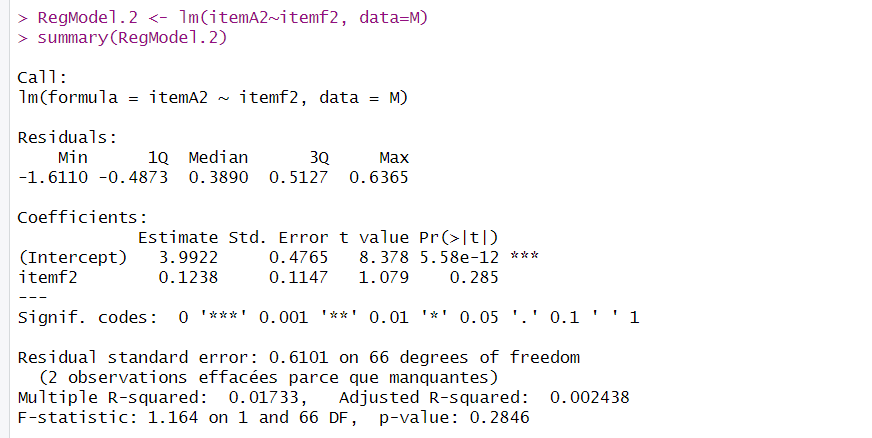 > RegModel.2 <- lm(itemA2~itemf2, data=M)
> summary(RegModel.2)
Call:
lm(formula = itemA2 ~ itemf2, data = M)
Residuals:
    Min      1Q  Median      3Q     Max
-1.6110 -0.4873  0.3890  0.5127  0.6365
Coefficients:
            Estimate Std. Error t value Pr(>|t|)
(Intercept)   3.9922     0.4765   8.378 5.58e-12 ***
itemf2        0.1238     0.1147   1.079    0.285
---
Signif. codes:  0 '***' 0.001 '**' 0.01 '*' 0.05 '.' 0.1 ' ' 1
Residual standard error: 0.6101 on 66 degrees of freedom
  (2 observations effacées parce que manquantes)
Multiple R-squared:  0.01733,   Adjusted R-squared:  0.002438
F-statistic: 1.164 on 1 and 66 DF,  p-value: 0.2846